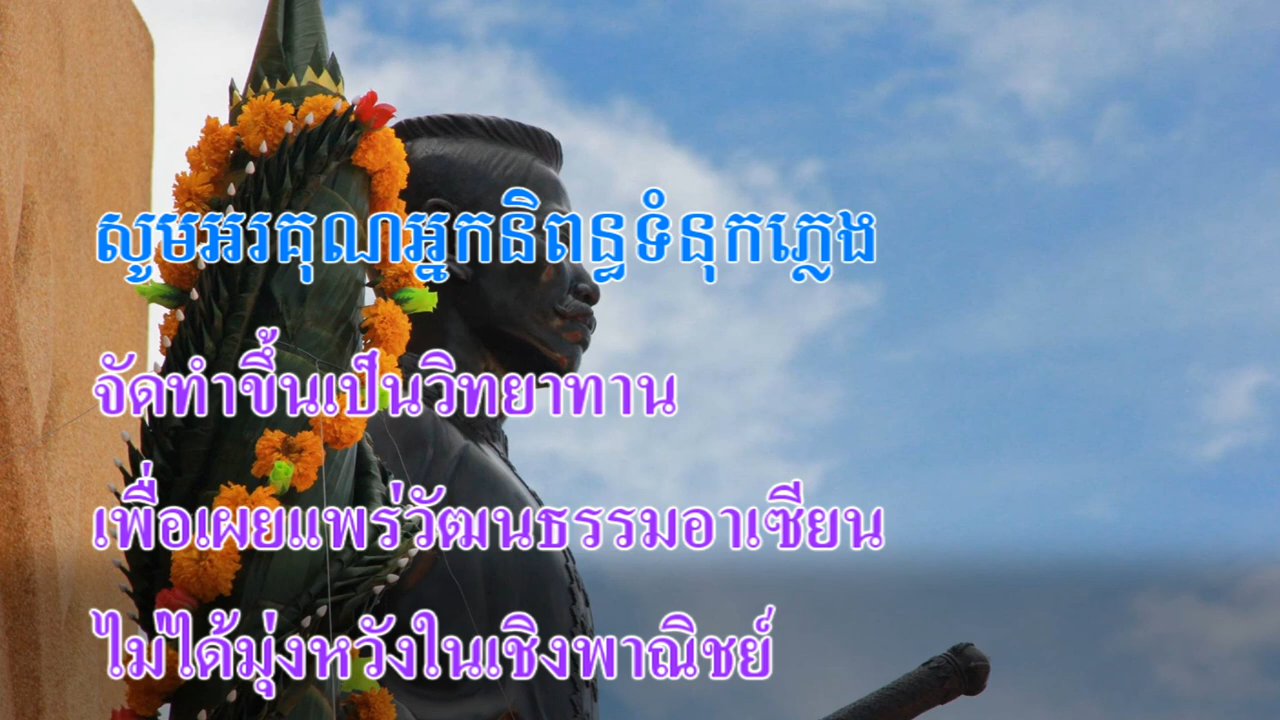 សូមអរគុណអ្នកនិពន្ធទំនុកភ្លេង
จัดทำขึ้นเป็นวิทยาทาน
เพื่อเผยแพร่วัฒนธรรมอาเซียน
ไม่ได้มุ่งหวังในเชิงพาณิชย์